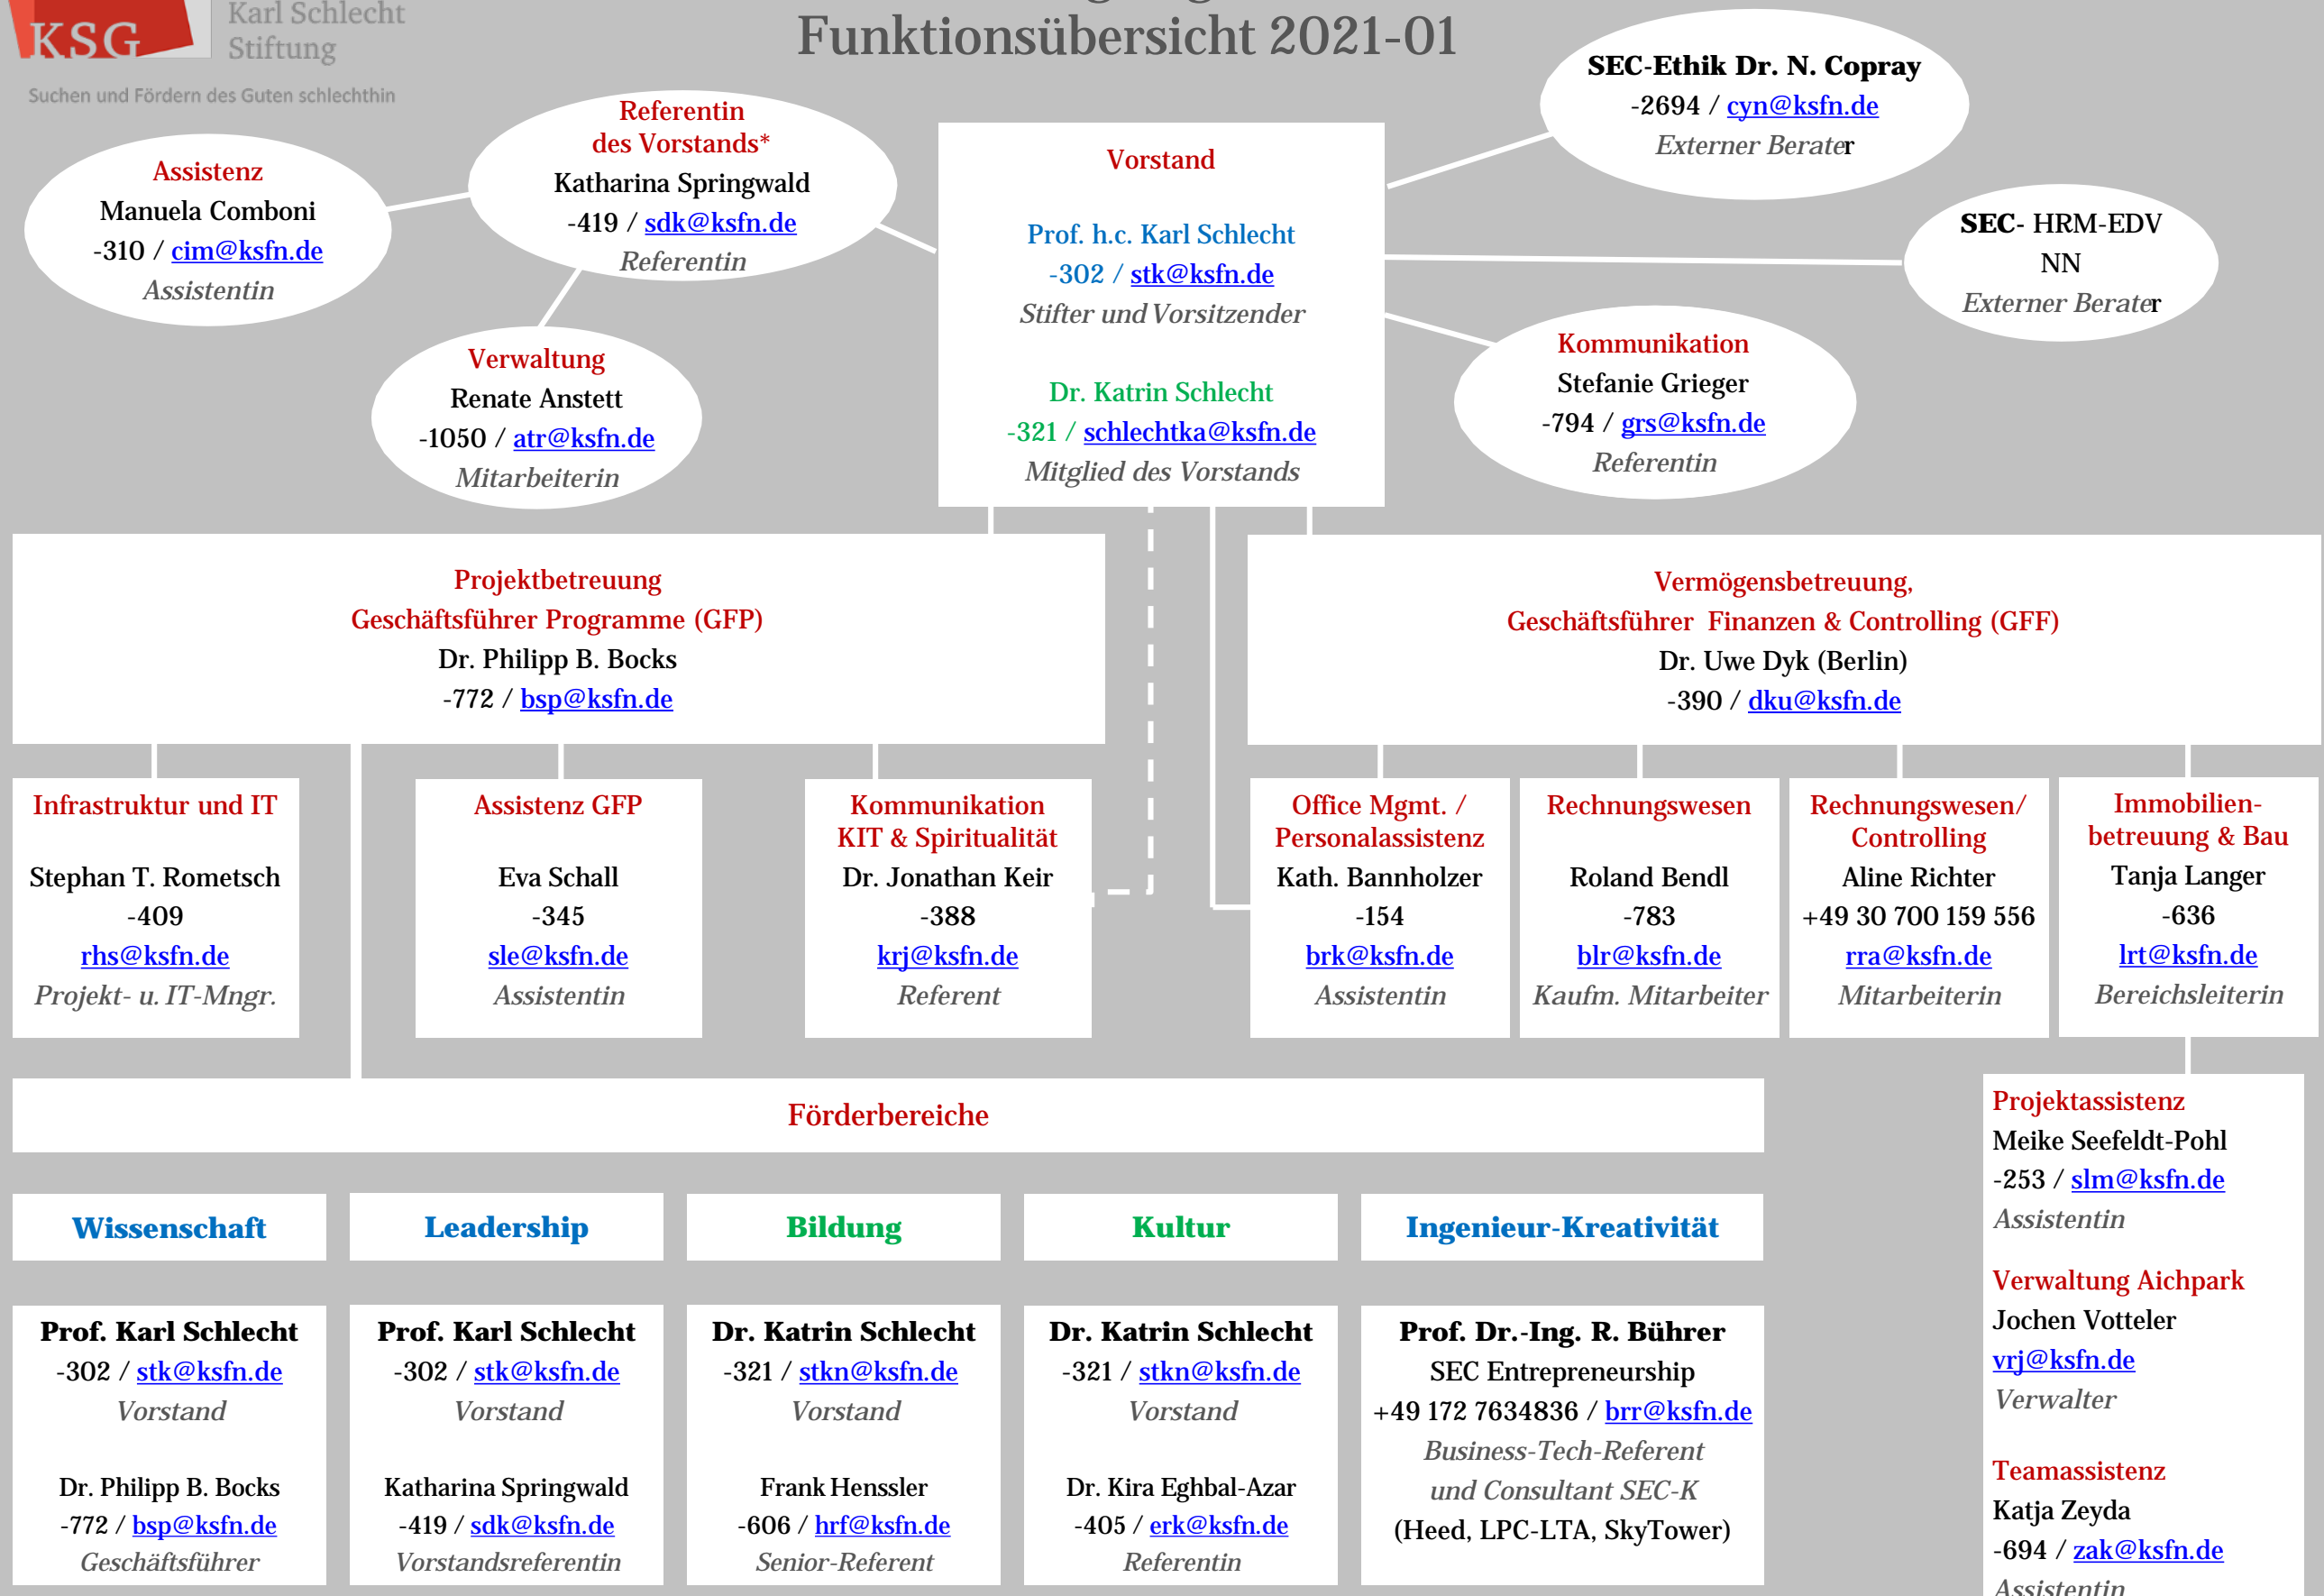 KSG
Karl Schlecht
Stiftung
Suchen und Fördern des Guten schlechthin
Funktionsübersicht 2021-01
Assistenz
Manuela Comboni
-310 / cim@ksfn.de
Assistentin
Referentin
des Vorstands*
Katharina Springwald
-419 / sdk@ksfn.de
Referentin
Verwaltung
Renate Anstett
-1050 / atr@ksfn.de
Mitarbeiterin
Vorstand
Prof. h.c. Karl Schlecht
-302 / stk@ksfn.de
Stifter und Vorsitzender
Dr. Katrin Schlecht
-321 / schlechtka@ksfn.de
Mitglied des Vorstands
SEC-Ethik Dr. N. Copray
-2694 / cyn@ksfn.de
Externer Berater
SEC- HRM-EDV
NN
Externer Berater
Kommunikation
Stefanie Grieger
-794 / grs@ksfn.de
Referentin
Projektbetreuung
Geschäftsführer Programme (GFP)
Dr. Philipp B. Bocks
-772 / bsp@ksfn.de
Vermögensbetreuung,
Geschäftsführer Finanzen & Controlling (GFF)
Dr. Uwe Dyk (Berlin)
-390 / dku@ksfn.de
Infrastruktur und IT
Stephan T. Rometsch
-409
rhs@ksfn.de
Projekt- u. IT-Mngr.
Assistenz GFP
Eva Schall
-345
sle@ksfn.de
Assistentin
Kommunikation
KIT & Spiritualität
Dr. Jonathan Keir
-388
krj@ksfn.de
Referent
Office Mgmt. /
Personalassistenz
Kath. Bannholzer
-154
brk@ksfn.de
Assistentin
Rechnungswesen
Roland Bendl
-783
blr@ksfn.de
Kaufm. Mitarbeiter
Rechnungswesen/
Controlling
Aline Richter
+49 30 700 159 556
rra@ksfn.de
Mitarbeiterin
Immobilien-
betreuung & Bau
Tanja Langer
-636
lrt@ksfn.de
Bereichsleiterin
Förderbereiche
Wissenschaft
Prof. Karl Schlecht
-302 / stk@ksfn.de
Vorstand
Dr. Philipp B. Bocks
-772 / bsp@ksfn.de
Geschäftsführer
Leadership
Prof. Karl Schlecht
-302 / stk@ksfn.de
Vorstand
Katharina Springwald
-419 / sdk@ksfn.de
Vorstandsreferentin
Bildung
Dr. Katrin Schlecht
-321 / stkn@ksfn.de
Vorstand
Frank Henssler
-606 / hrf@ksfn.de
Senior-Referent
Kultur
Dr. Katrin Schlecht
-321 / stkn@ksfn.de
Vorstand
Dr. Kira Eghbal-Azar
-405 / erk@ksfn.de
Referentin
Ingenieur-Kreativität
Prof. Dr.-Ing. R. Bührer
SEC Entrepreneurship
+49 172 7634836 / brr@ksfn.de
Business-Tech-Referent
und Consultant SEC-K
(Heed, LPC-LTA, SkyTower)
Projektassistenz
Meike Seefeldt-Pohl
-253 / slm@ksfn.de
Assistentin
Verwaltung Aichpark
Jochen Votteler
vrj@ksfn.de
Verwalter
Teamassistenz
Katja Zeyda
-694 / zak@ksfn.de
Assistentin